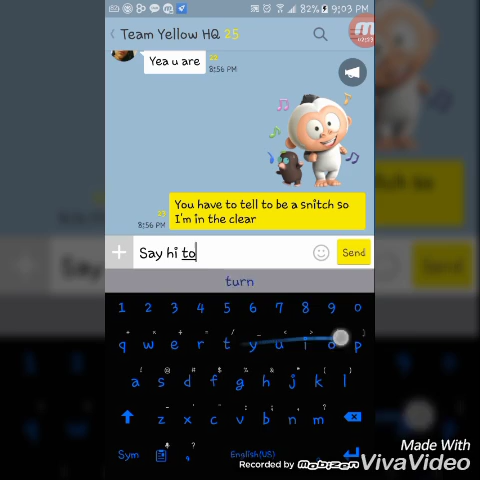 82% 9:03 PM
Team Yellow HQ 25
Yea u are
22
8:56 PM
You have to tell to be a snitch so
I'm in the clear
23
8:56 PM
Say hi to
Send
turn
1 2 3 4 5 6 7 8 9 0
q w e r t y u i o p
a s d f g h j k l
z x c v b n m
Sym , English(US)
Recorded by Mobizen
Made With
VivaVideo